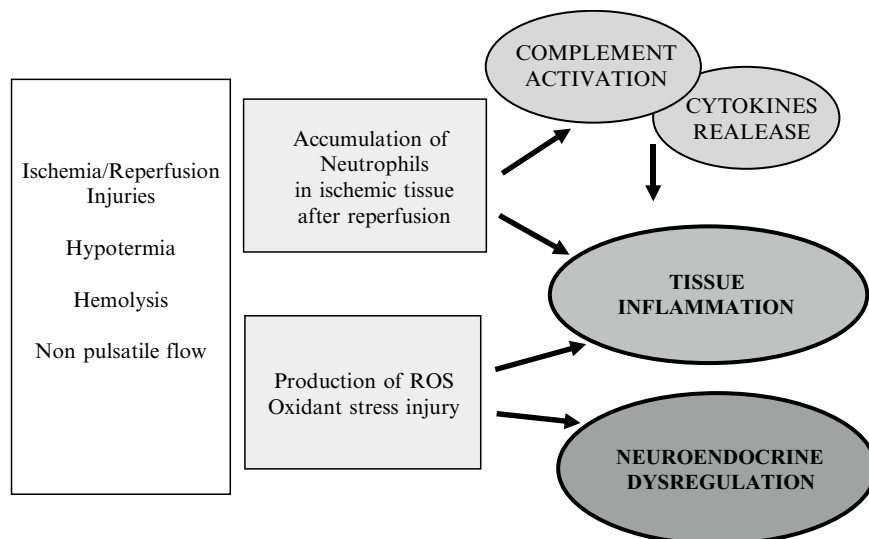 Ischemia/Reperfusion
Injuries
Hypotermia
Hemolysis
Non pulsatile flow
Accumulation of
Neutrophils
in ischemic tissue
after reperfusion
Production of ROS
Oxidant stress injury
COMPLEMENT
ACTIVATION
CYTOKINES
REALEASE
TISSUE
INFLAMMATION
NEUROENDOCRINE
DYSREGULATION